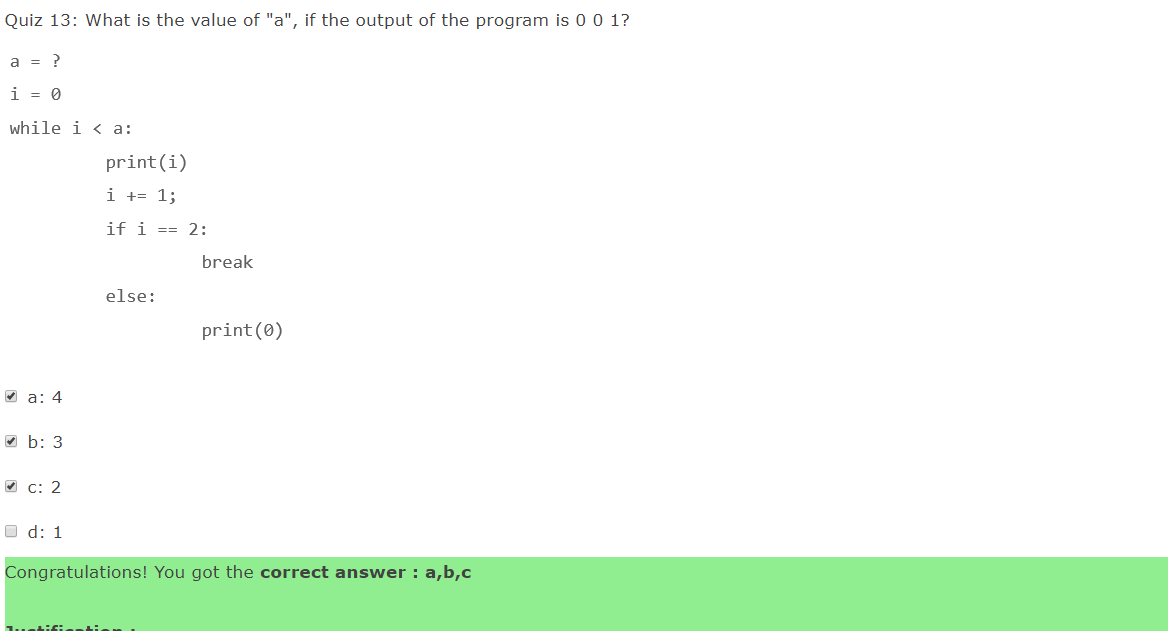 Quiz 13: What is the value of "a", if the output of the program is 0 0 1?
a = ?
i = 0
while i < a:
print(i)
i += 1;
if i == 2:
break
else:
print(0)
a: 4
b: 3
c: 2
d: 1
Congratulations! You got the correct answer : a,b,c
Justification :